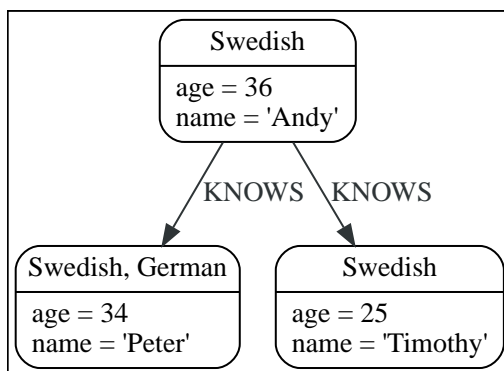 Swedish
age = 36
name = 'Andy'
KNOWS
KNOWS
Swedish, German
age = 34
name = 'Peter'
Swedish
age = 25
name = 'Timothy'